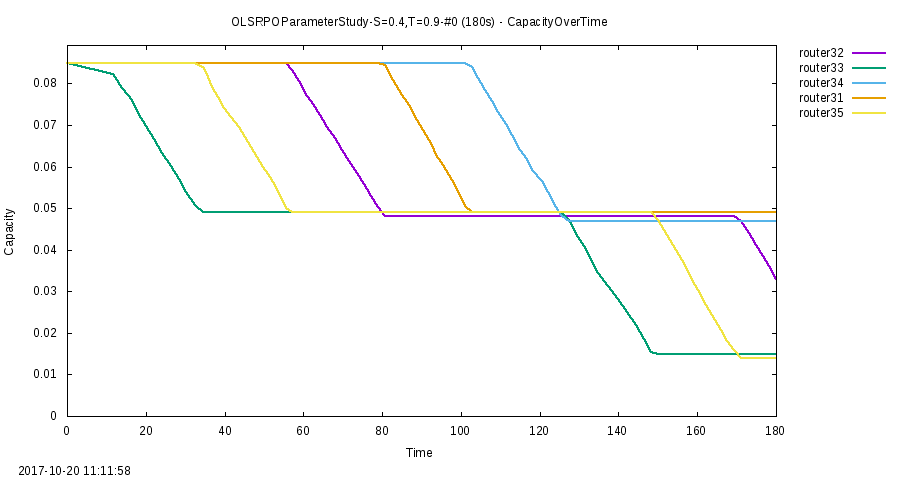 OLSRPOParameterStudy-S=0.4,T=0.9-#0 (180s) - CapacityOverTime
router32
router33
router34
router31
router35
0.08
0.07
0.06
0.05
0.04
0.03
0.02
0.01
0
Capacity
0 20 40 60 80 100 120 140 160 180
Time
2017-10-20 11:11:58